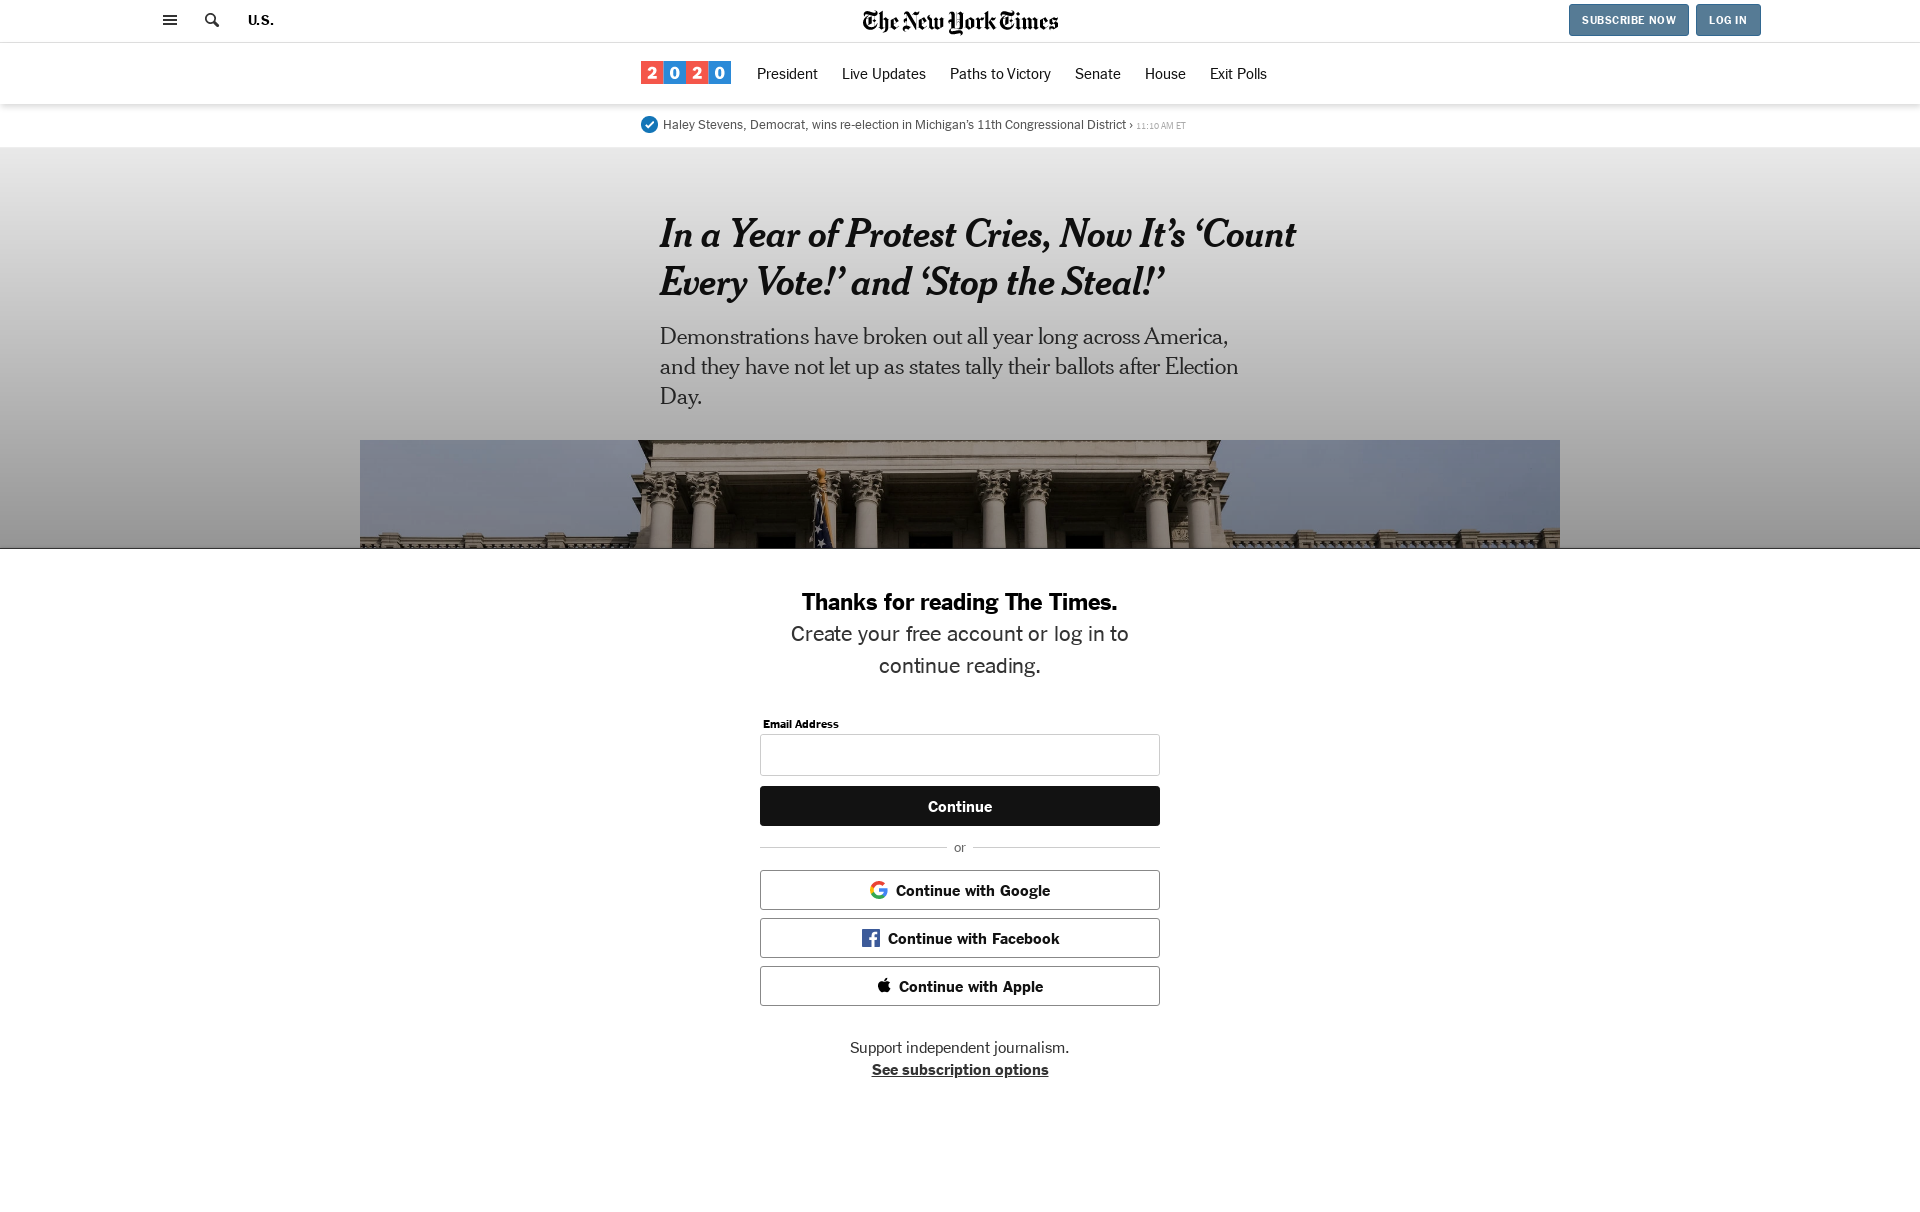 U.S.
The New York Times
SUBSCRIBE NOW
LOG IN
2020
President
Live Updates
Paths to Victory
Senate
House
Exit Polls
Haley Stevens, Democrat, wins re-election in Michigan’s 11th Congressional District › 11:10 AM ET
In a Year of Protest Cries, Now It’s ‘Count
Every Vote!’ and ‘Stop the Steal!’
Demonstrations have broken out all year long across America,
and they have not let up as states tally their ballots after Election
Day.
Thanks for reading The Times.
Create your free account or log in to
continue reading.
Email Address
Continue
or
Continue with Google
Continue with Facebook
Continue with Apple
Support independent journalism.
See subscription options